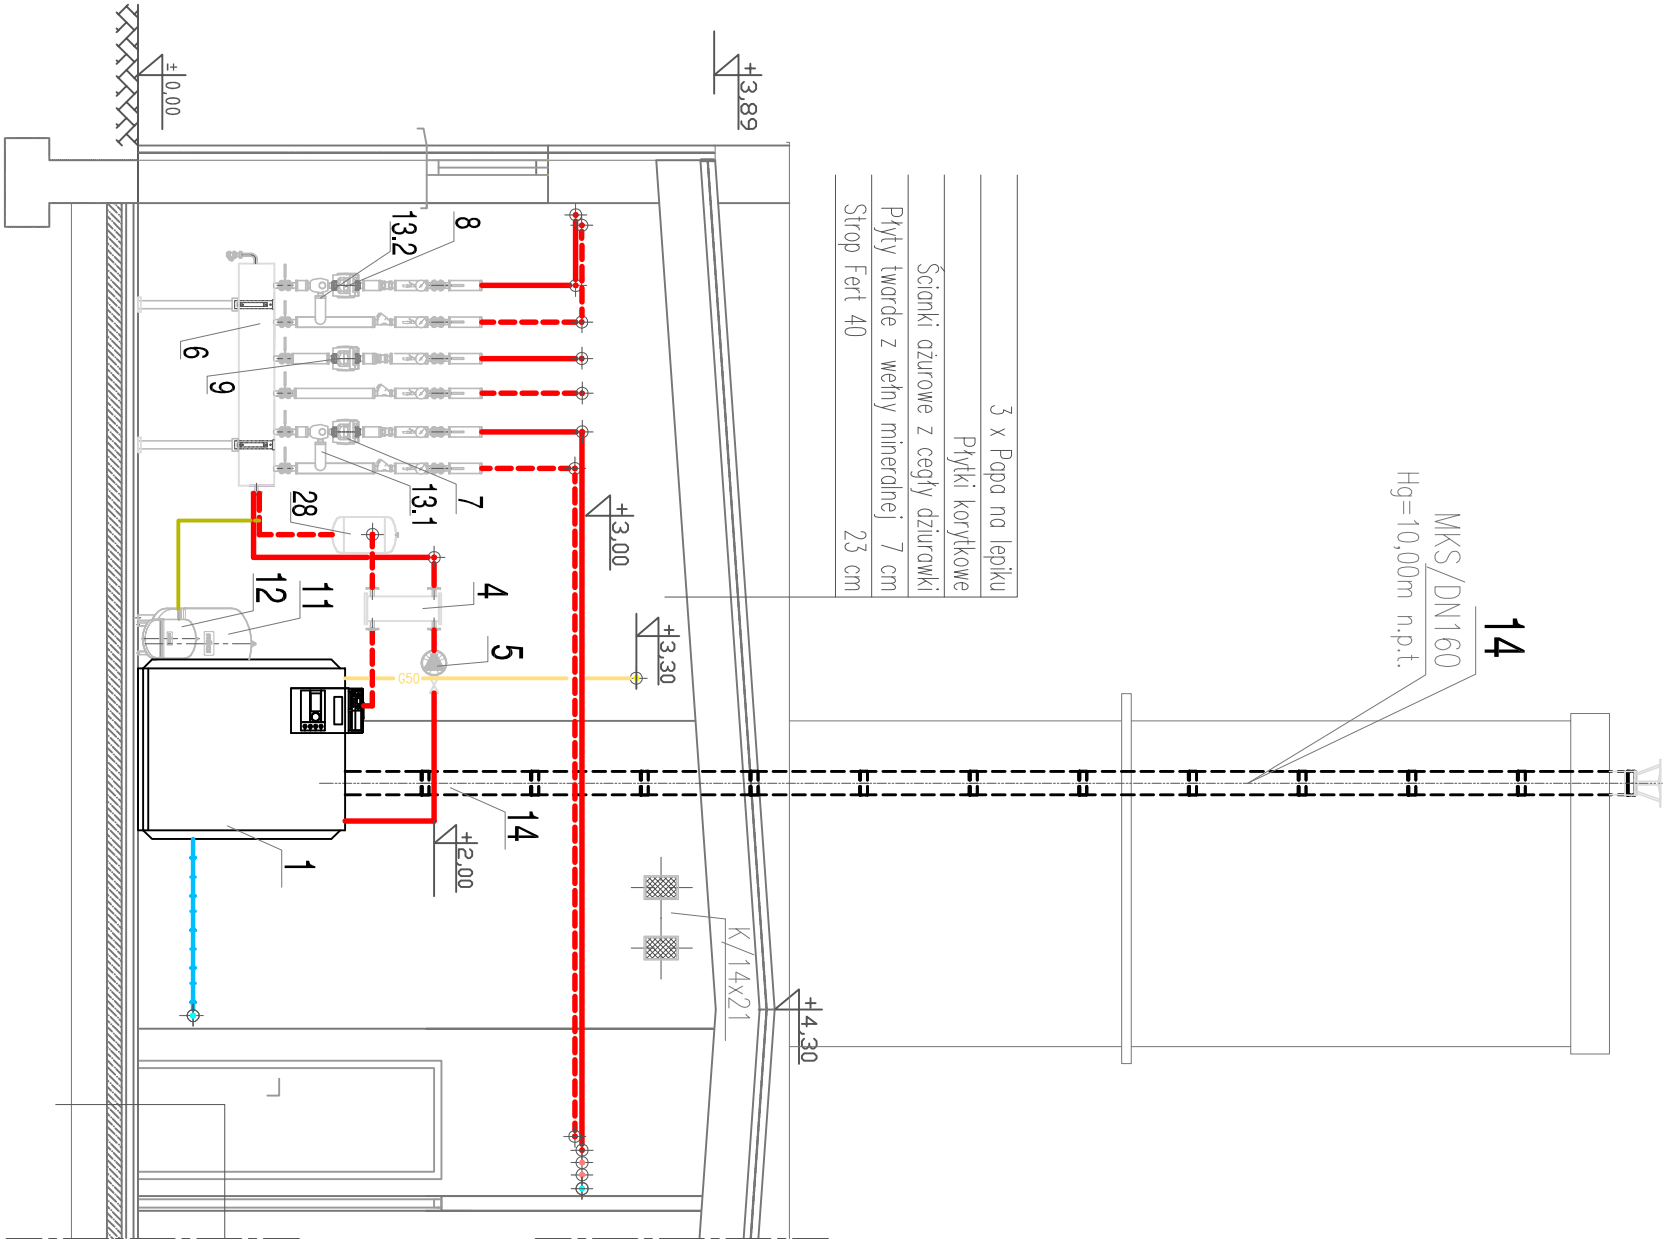 ± 0,00
+3,89
3 x Papa na lepiku
Płytki korytkowe
Ścianki ażurowe z cegły dziurawki
Płyty twarde z wełny mineralnej 7 cm
Strop Fert 40 23 cm
14
MKS/DN160
Hg=10,00m n.p.t.
8
13.2
6
9
7
13.1
28
+3,00
12
11
4
5
+3,30
G50
14
+2,00
1
K/14x21
+4,30